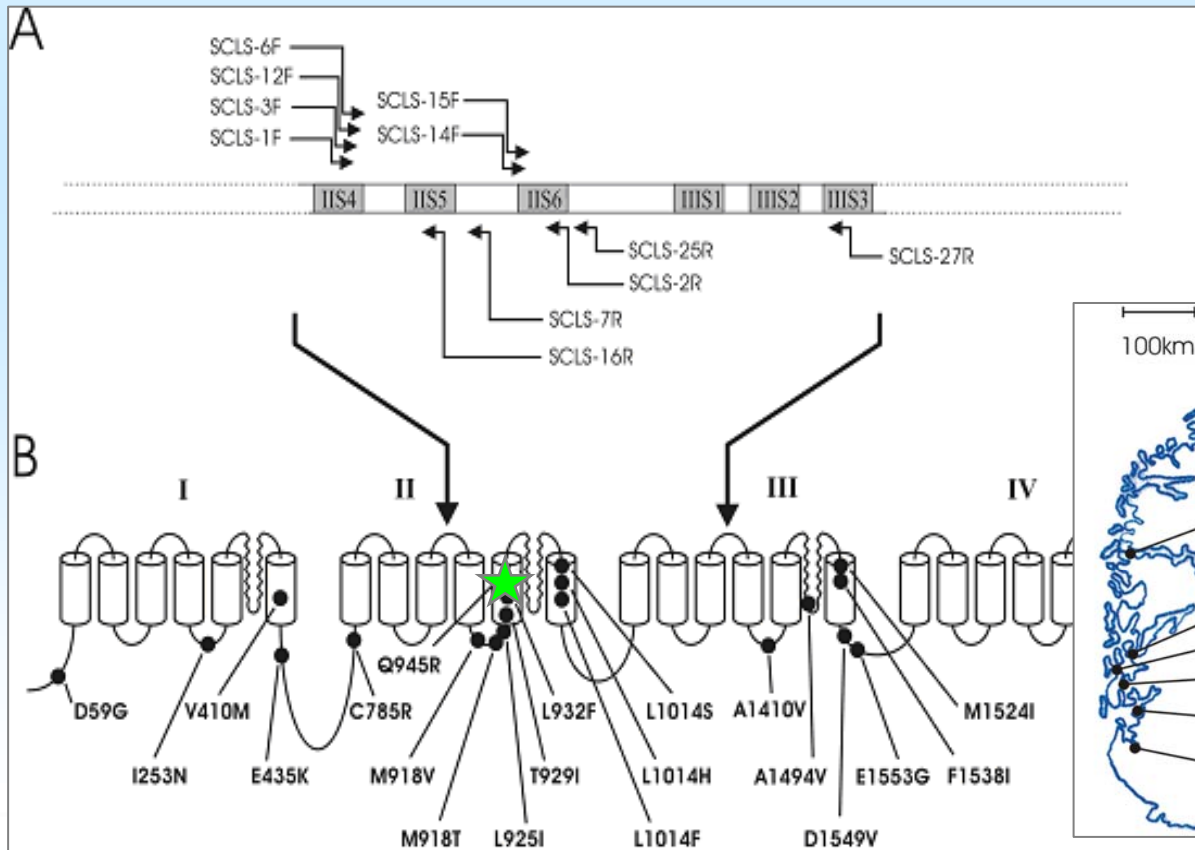 A
SCLS-6F
SCLS-12F
SCLS-3F
SCLS-1F
SCLS-15F
SCLS-14F
IIS4 IIS5 IIS6 IIIS1 IIIS2 IIIS3
SCLS-25R
SCLS-2R
SCLS-27R
SCLS-7R
SCLS-16R
100km
B
I II III IV
Q945R
D59G V410M C785R L932F L1014S A1410V M1524I
I253N E435K M918V T929I L1014H A1494V E1553G F1538I
M918T L925I L1014F D1549V